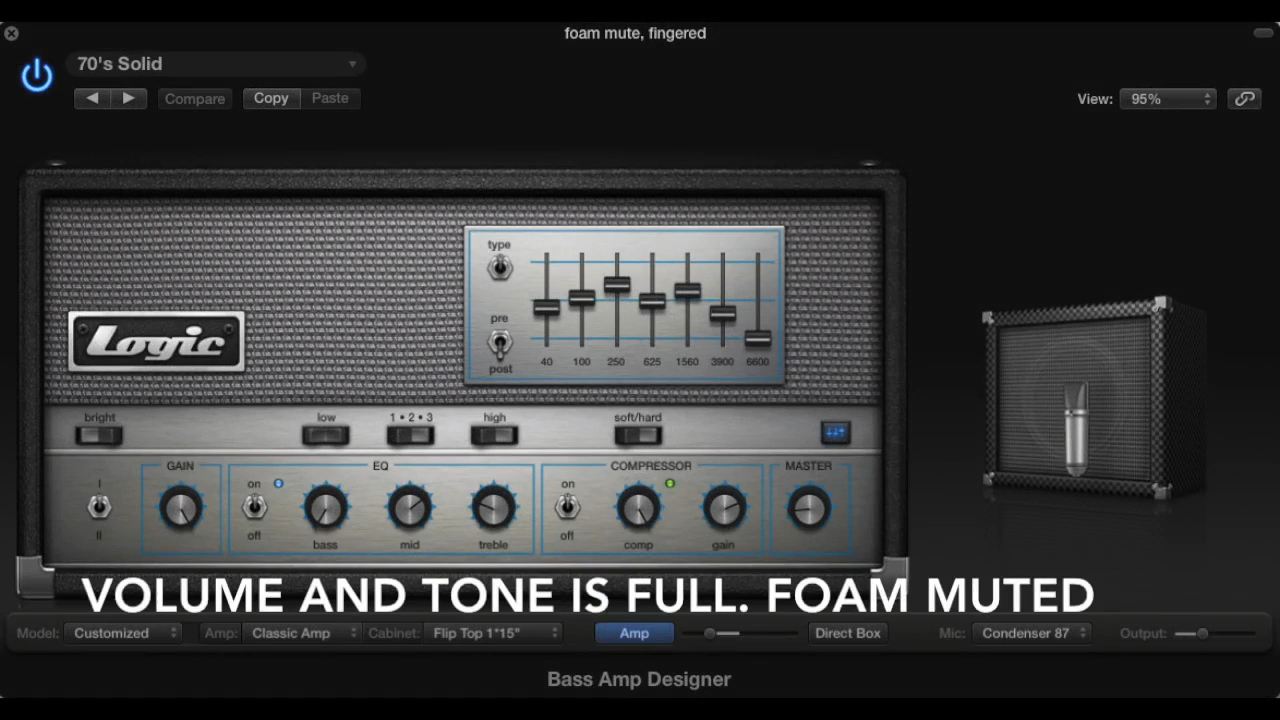 foam mute, fingered
70's Solid
Compare Copy Paste
View: 95%
type
pre
post
40 100 250 625 1560 3900 6600
Logic
bright low 1 • 2 • 3 high soft/hard
GAIN EQ COMPRESSOR MASTER
I on on
II off bass mid treble off comp gain
VOLUME AND TONE IS FULL. FOAM MUTED
Model: Customized Amp: Classic Amp Cabinet: Flip Top 1*15" Amp Direct Box Mic: Condenser 87 Output:
Bass Amp Designer